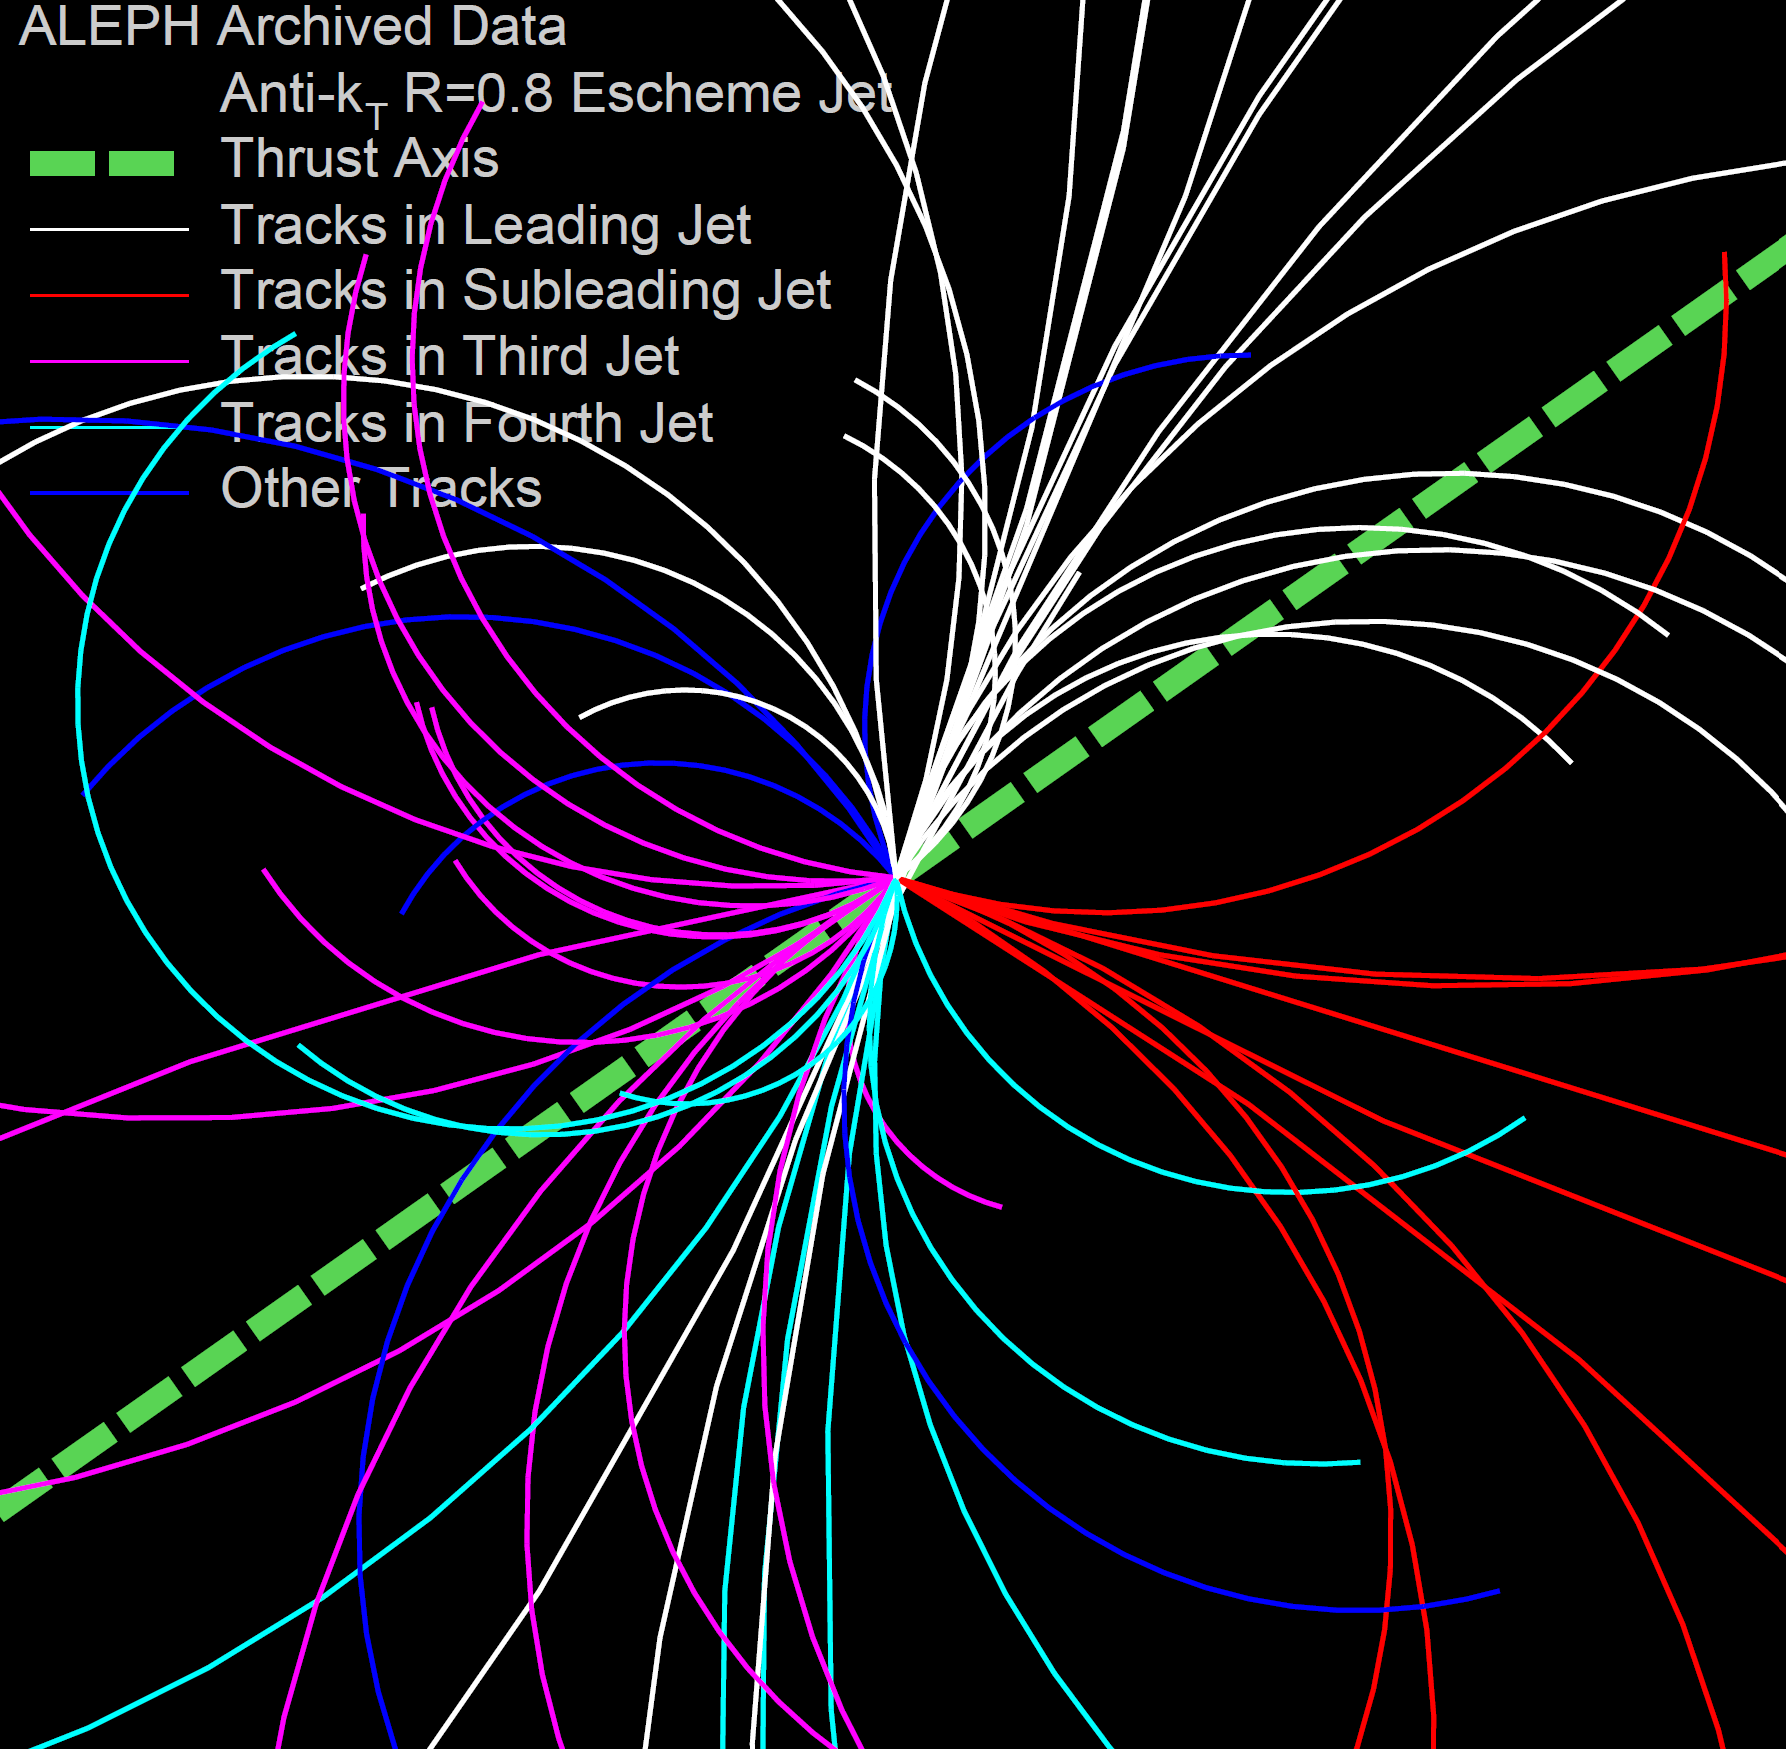 ALEPH Archived Data
Anti-kT R=0.8 Escheme Jet
Thrust Axis
Tracks in Leading Jet
Tracks in Subleading Jet
Tracks in Third Jet
Tracks in Fourth Jet
Other Tracks